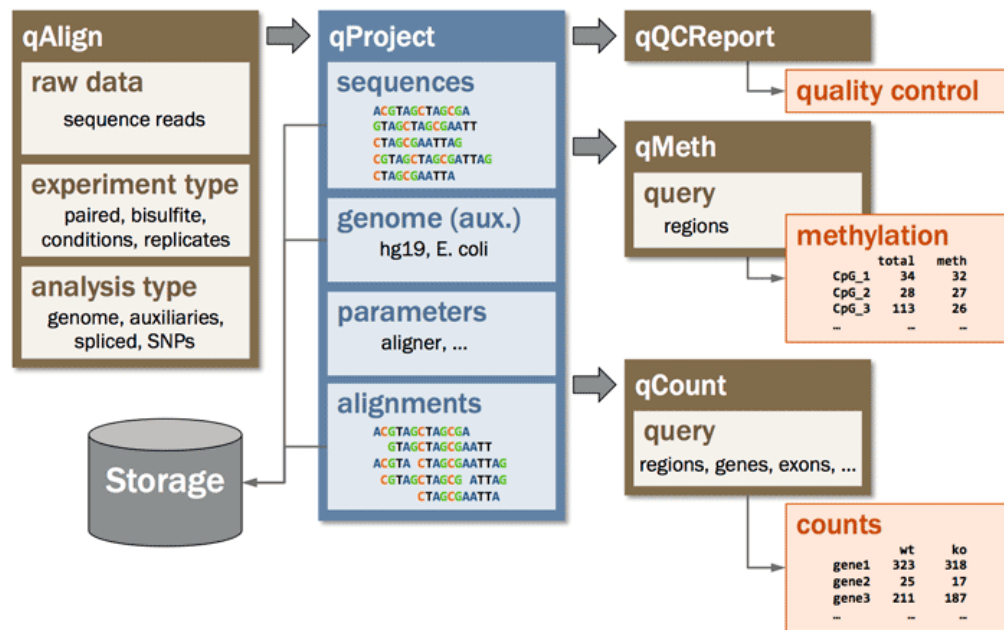 qAlign
raw data
sequence reads
experiment type
paired, bisulfite,
conditions, replicates
analysis type
genome, auxiliaries,
spliced, SNPs
Storage
qProject
sequences
ACGTAGCTAGCGA
GTAGCTAGCGAATT
CTAGCGAATTAG
CGTAGCTAGCGATTAG
CTAGCGAATTA
genome (aux.)
hg19, E. coli
parameters
aligner, ...
alignments
ACGTAGCTAGCGA
GTAGCTAGCGAATT
ACGTA CTAGCGAATTAG
CGTAGCTAGCG ATTAG
CTAGCGAATTA
qQCReport
quality control
qMeth
query
regions
methylation
total meth
CpG_1 34 32
CpG_2 28 27
CpG_3 113 26
… … …
qCount
query
regions, genes, exons, ...
counts
wt ko
gene1 323 318
gene2 25 17
gene3 211 187
… … …